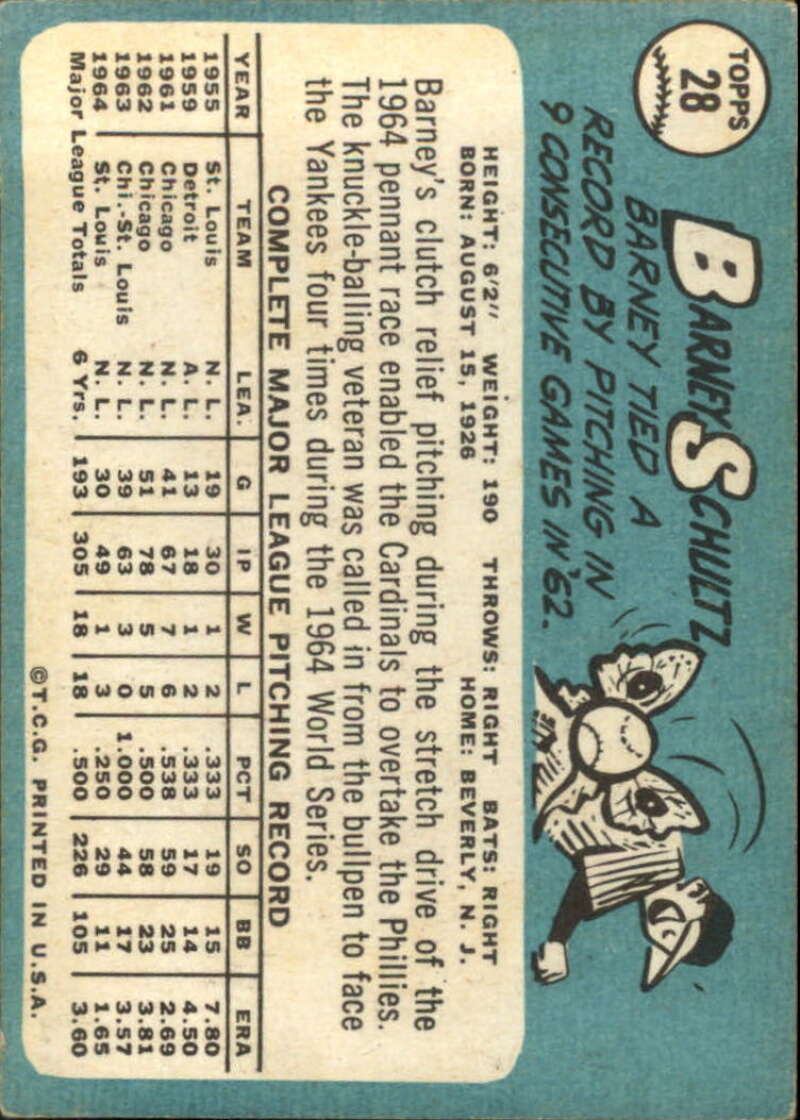 TOPPS
28
BARNEY SCHULTZ
BARNEY TIED A
RECORD BY PITCHING IN
9 CONSECUTIVE GAMES IN '62.
HEIGHT: 6'2" WEIGHT: 190 THROWS: RIGHT BATS: RIGHT
BORN: AUGUST 15, 1926 HOME: BEVERLY, N. J.
Barney's clutch relief pitching during the stretch drive of the
1964 pennant race enabled the Cardinals to overtake the Phillies.
The knuckle-balling veteran was called in from the bullpen to face
the Yankees four times during the 1964 World Series.
COMPLETE MAJOR LEAGUE PITCHING RECORD
YEAR TEAM LEA. G IP W L PCT SO BB ERA
1955 St. Louis N. L. 19 30 1 2 .333 19 15 7.80
1959 Detroit A. L. 13 18 1 2 .333 17 14 4.50
1961 Chicago N. L. 41 67 7 6 .538 59 25 2.69
1962 Chicago N. L. 51 78 5 5 .500 58 23 3.81
1963 Chi.-St. Louis N. L. 39 63 3 0 1.000 44 17 3.57
1964 St. Louis N. L. 30 49 1 3 .250 29 11 1.65
Major League Totals 6 Yrs. 193 305 18 18 .500 226 105 3.60
©T.C.G. PRINTED IN U.S.A.